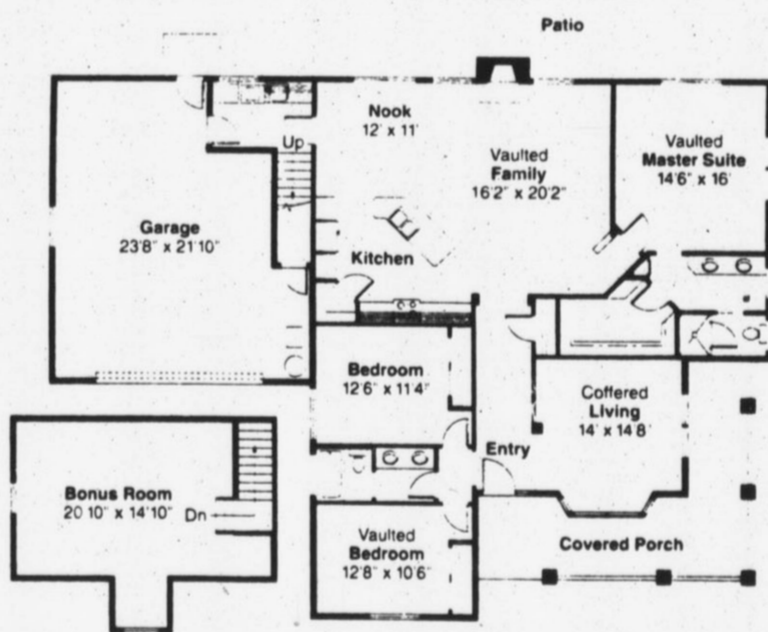 Patio
Nook
12' x 11'
Vaulted
Family
16'2" x 20'2"
Vaulted
Master Suite
14'6" x 16'
Up
Garage
23'8" x 21'10"
Kitchen
Bedroom
12'6" x 11'4"
Coffered
Living
14' x 14'8"
Entry
Bonus Room
20'10" x 14'10"
Dn
Vaulted
Bedroom
12'8" x 10'6"
Covered Porch